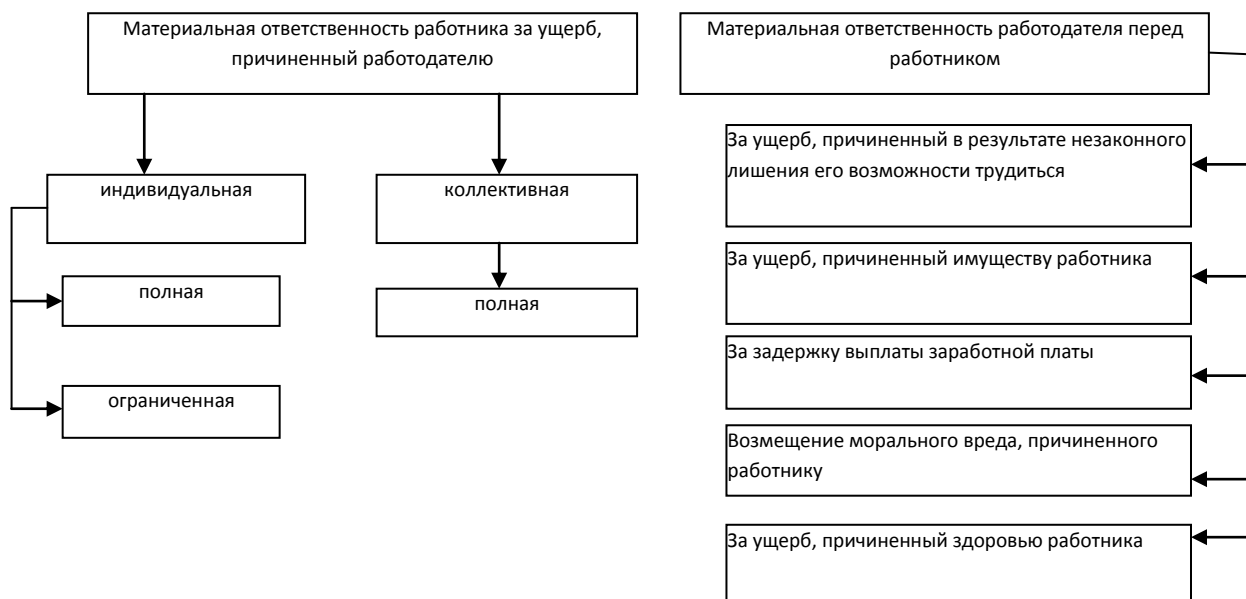 Материальная ответственность работника за ущерб,
причиненный работодателю
индивидуальная
коллективная
полная
полная
ограниченная
Материальная ответственность работодателя перед
работником
За ущерб, причиненный в результате незаконного
лишения его возможности трудиться
За ущерб, причиненный имуществу работника
За задержку выплаты заработной платы
Возмещение морального вреда, причиненного
работнику
За ущерб, причиненный здоровью работника